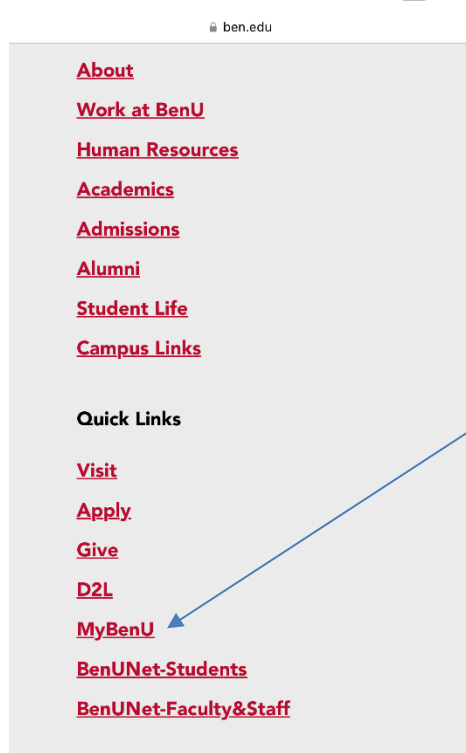 ben.edu
About
Work at BenU
Human Resources
Academics
Admissions
Alumni
Student Life
Campus Links
Quick Links
Visit
Apply
Give
D2L
MyBenU
BenUNet-Students
BenUNet-Faculty&Staff